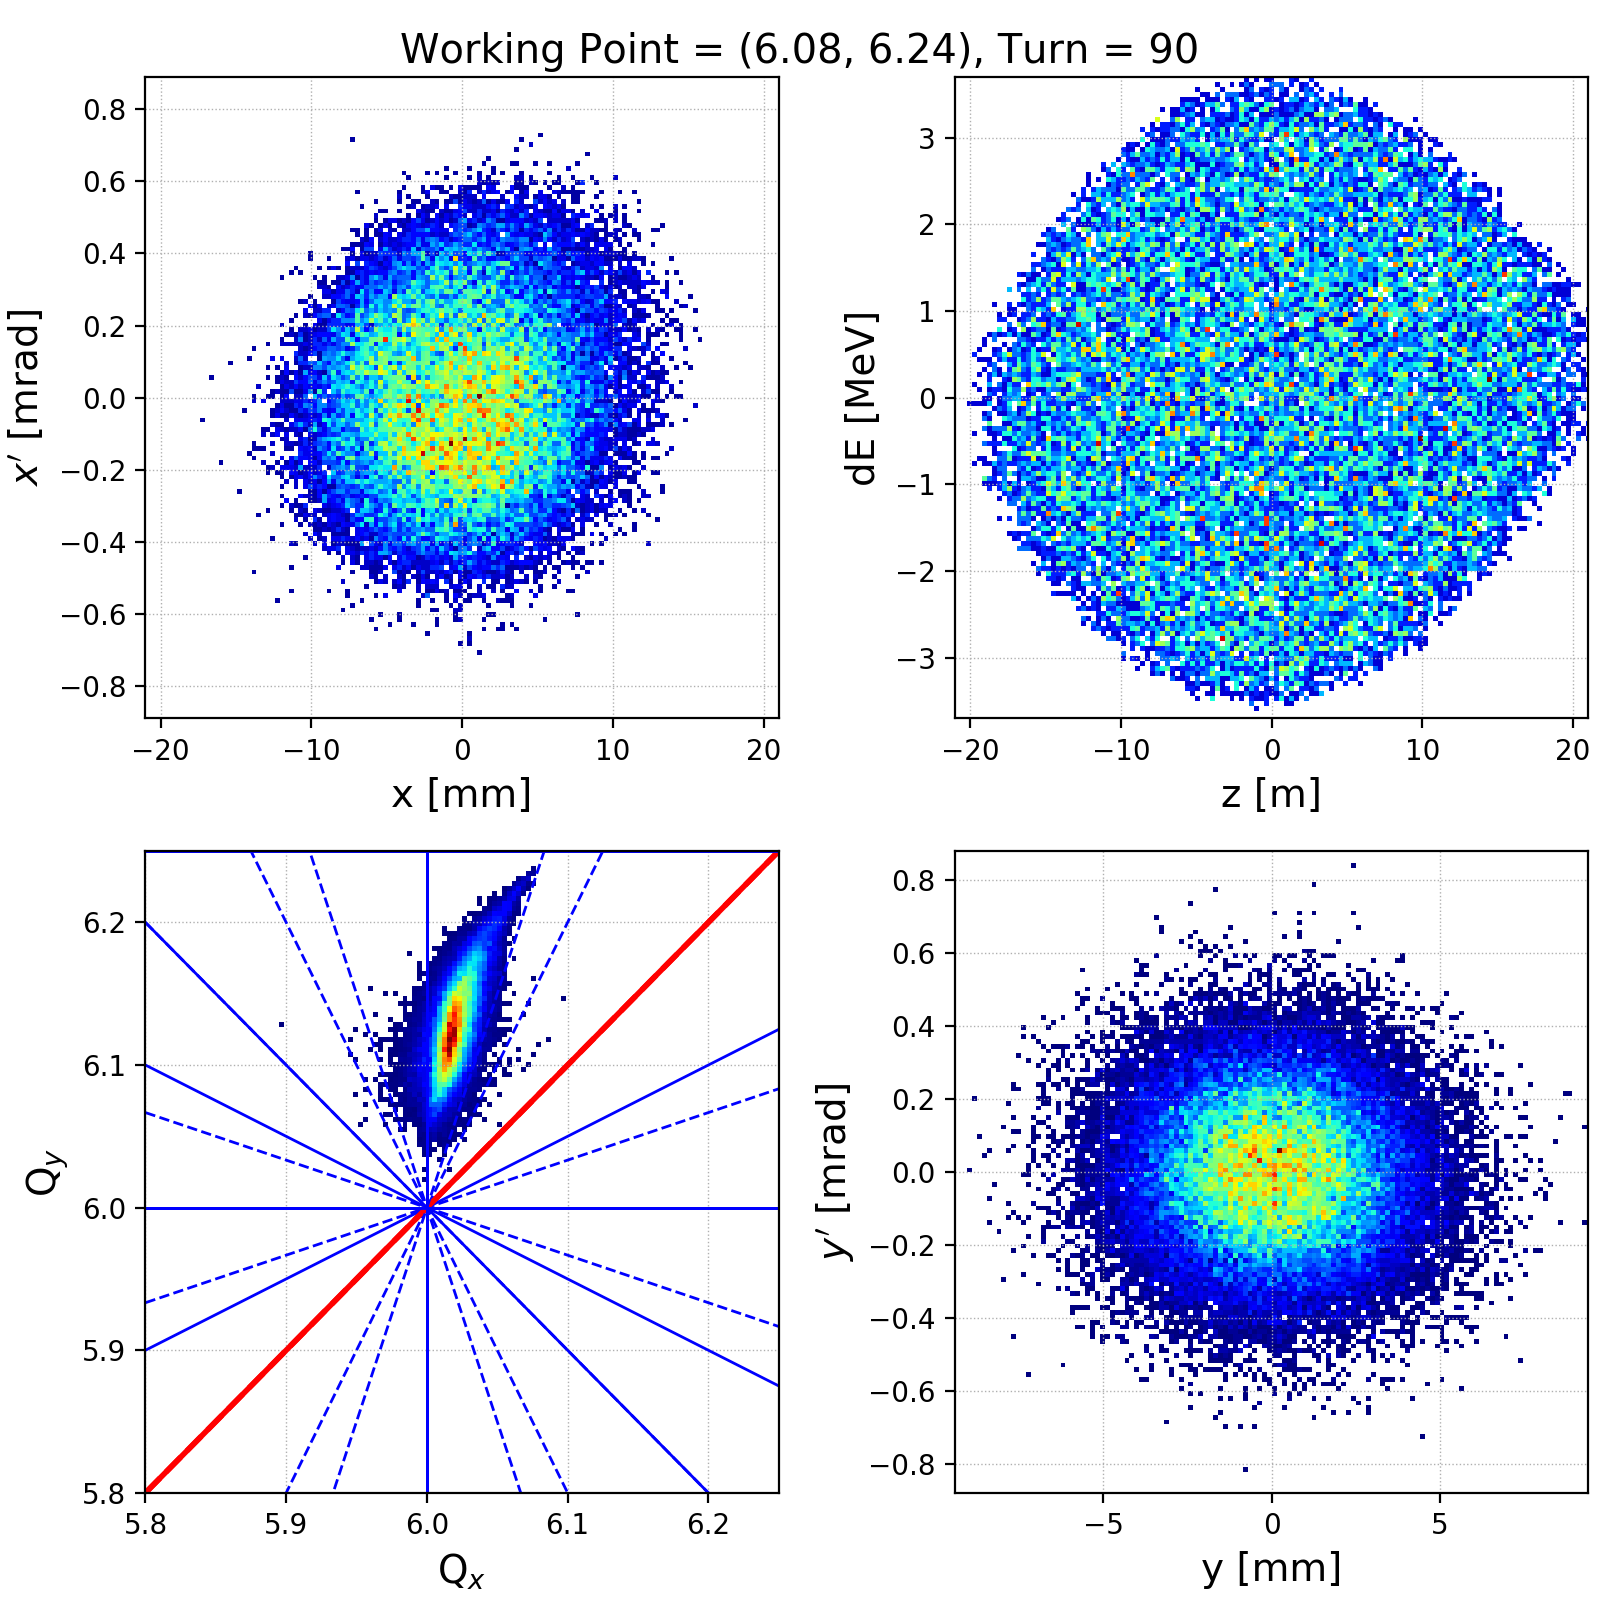 Working Point = (6.08, 6.24), Turn = 90
0.8
0.6
0.4
0.2
0.0
−0.2
−0.4
−0.6
−0.8
x′ [mrad]
−20 −10 0 10 20
x [mm]
3
2
1
0
−1
−2
−3
dE [MeV]
−20 −10 0 10 20
z [m]
6.2
6.1
6.0
5.9
5.8
Qy
5.8 5.9 6.0 6.1 6.2
Qx
0.8
0.6
0.4
0.2
0.0
−0.2
−0.4
−0.6
−0.8
y′ [mrad]
−5 0 5
y [mm]